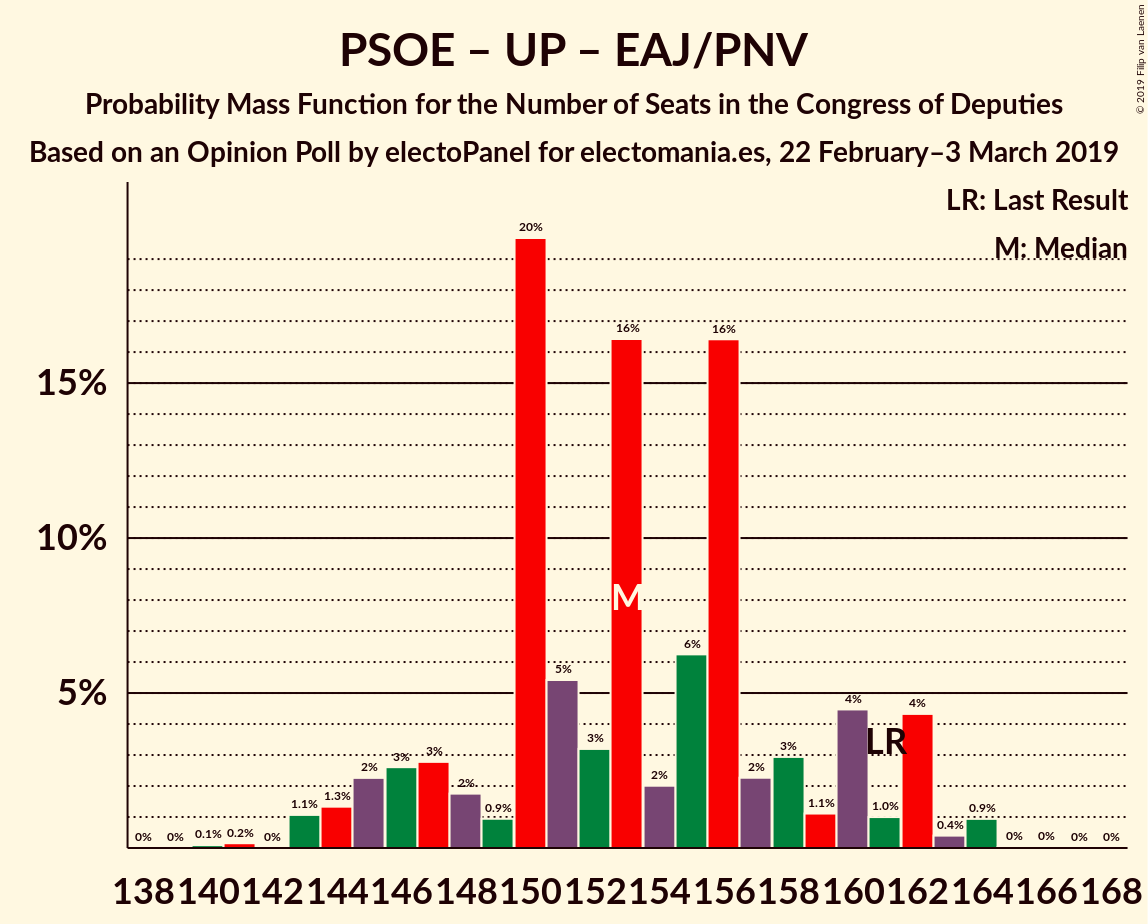 PSOE – UP – EAJ/PNV
Probability Mass Function for the Number of Seats in the Congress of Deputies
Based on an Opinion Poll by electoPanel for electomania.es, 22 February–3 March 2019
© 2019 Filip van Laenen
LR: Last Result
M: Median
20%
16% 16%
15%
10%
M
6%
5%
5%
4% 4%
LR
3% 3% 3% 3%
2% 2% 2% 2%
1.3% 1.1% 1.1% 1.0% 0.9% 0.9%
0% 0% 0.1% 0.2% 0% 0.4% 0% 0% 0% 0%
138 140 142 144 146 148 150 152 154 156 158 160 162 164 166 168